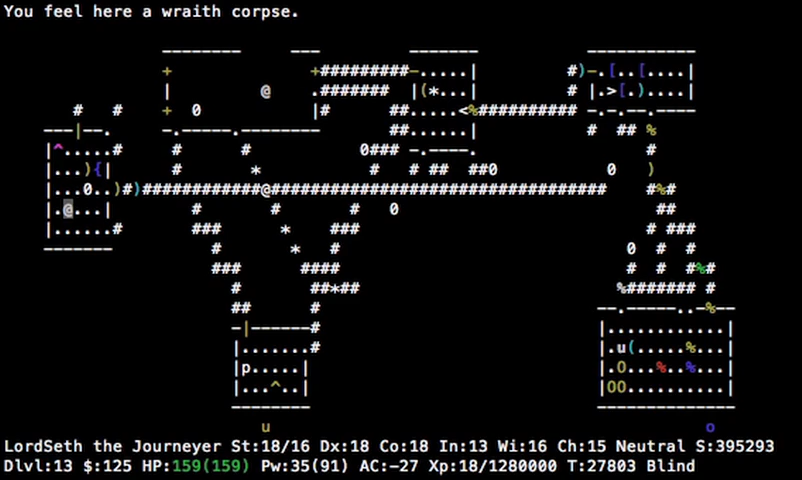 You feel here a wraith corpse.
LordSeth the Journeyer St:18/16 Dx:18 Co:18 In:13 Wi:16 Ch:15 Neutral S:395293
Dlvl:13 $:125 HP:159(159) Pw:35(91) AC:-27 Xp:18/1280000 T:27803 Blind